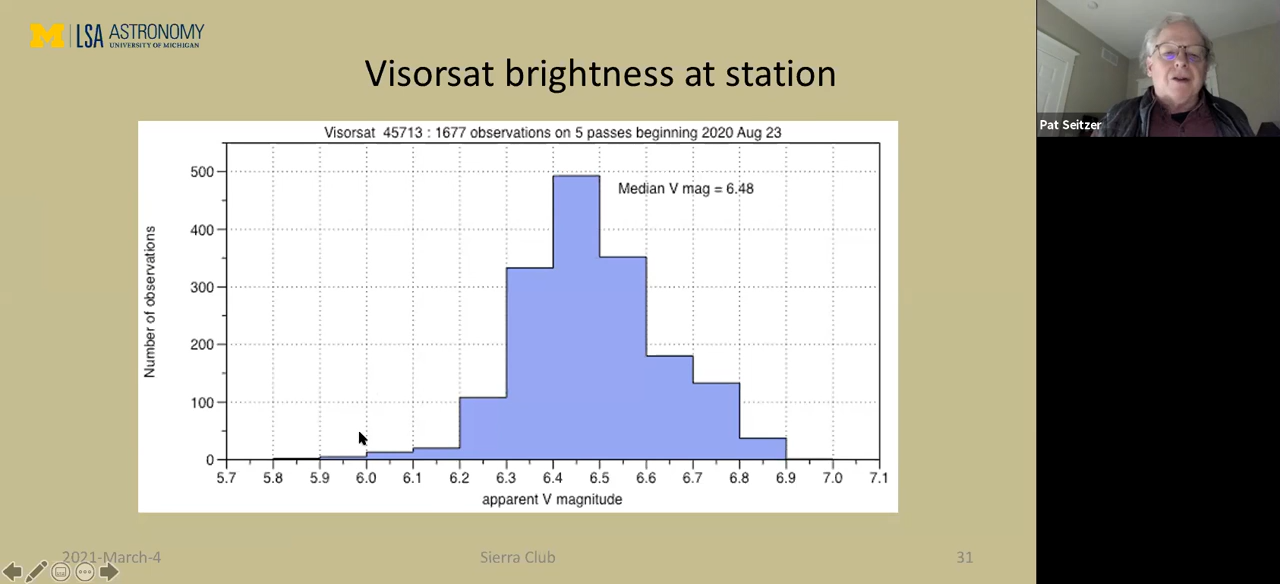 M LSA ASTRONOMY
UNIVERSITY OF MICHIGAN
Visorsat brightness at station
Visorsat 45713 : 1677 observations on 5 passes beginning 2020 Aug 23
Median V mag = 6.48
Number of observations
500
400
300
200
100
0
5.7 5.8 5.9 6.0 6.1 6.2 6.3 6.4 6.5 6.6 6.7 6.8 6.9 7.0 7.1
apparent V magnitude
2021-March-4 Sierra Club 31
Pat Seitzer